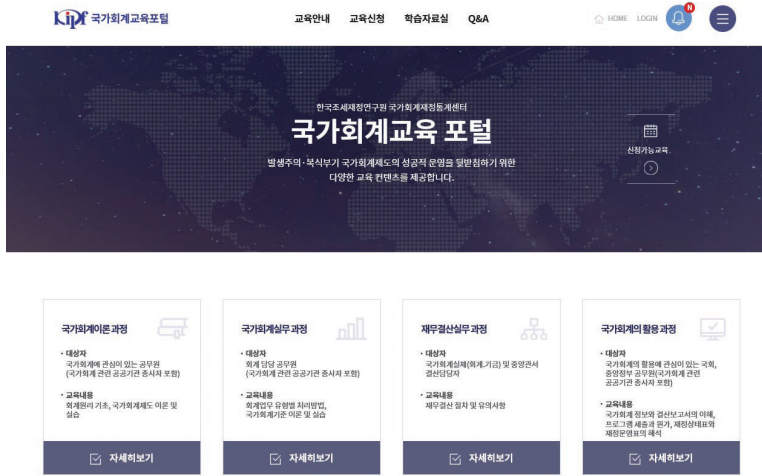 kipf 국가회계교육포털
교육안내 교육신청 학습자료실 Q&A
HOME LOGIN N
한국조세재정연구원 국가회계재정통계센터
국가회계교육 포털
발생주의·복식부기 국가회계제도의 성공적 운영을 뒷받침하기 위한
다양한 교육 컨텐츠를 제공합니다.
신청가능교육
국가회계이론 과정
· 대상자
국가회계에 관심이 있는 공무원
(국가회계 관련 공공기관 종사자 포함)
· 교육내용
회계원리 기초, 국가회계제도 이론 및
실습
자세히보기
국가회계실무 과정
· 대상자
회계 담당 공무원
(국가회계 관련 공공기관 종사자 포함)
· 교육내용
회계업무 유형별 처리방법,
국가회계기준 이론 및 실습
자세히보기
재무결산실무 과정
· 대상자
국가회계실체(회계,기금) 및 중앙관서
결산담당자
· 교육내용
재무결산 절차 및 유의사항
자세히보기
국가회계의 활용 과정
· 대상자
국가회계의 활용에 관심이 있는 국회,
중앙정부 공무원(국가회계 관련
공공기관 종사자 포함)
· 교육내용
국가회계 정보와 결산보고서의 이해,
프로그램 세출과 원가, 재정상태표와
재정운영표의 해석
자세히보기